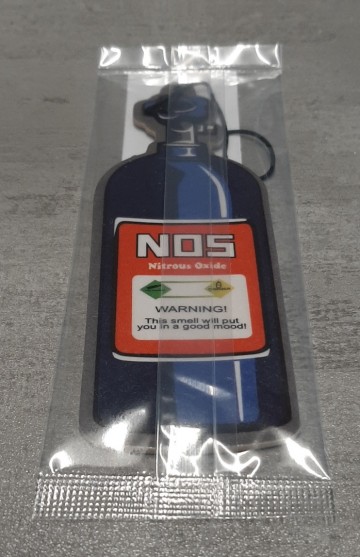 NOS
Nitrous Oxide
WARNING!
This smell will put
you in a good mood!